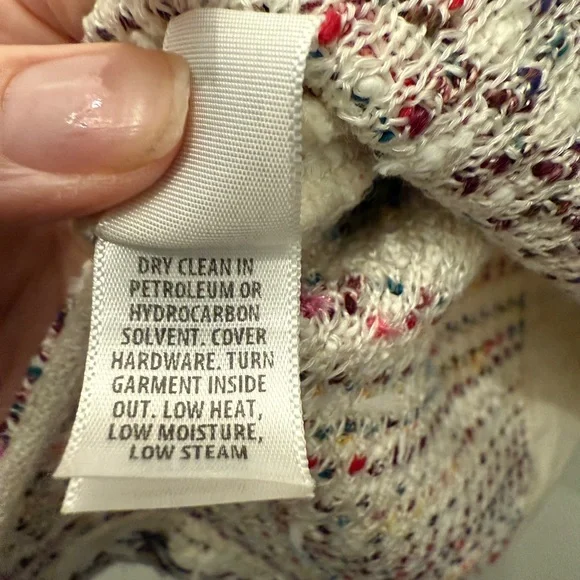 DRY CLEAN IN
PETROLEUM OR
HYDROCARBON
SOLVENT. COVER
HARDWARE. TURN
GARMENT INSIDE
OUT. LOW HEAT,
LOW MOISTURE,
LOW STEAM